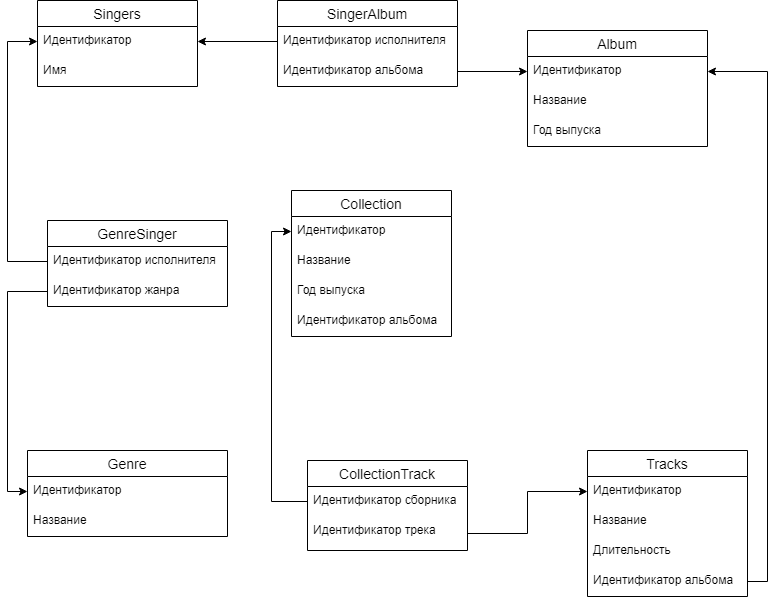 Singers
Идентификатор
Имя
SingerAlbum
Идентификатор исполнителя
Идентификатор альбома
Album
Идентификатор
Название
Год выпуска
GenreSinger
Идентификатор исполнителя
Идентификатор жанра
Collection
Идентификатор
Название
Год выпуска
Идентификатор альбома
Genre
Идентификатор
Название
CollectionTrack
Идентификатор сборника
Идентификатор трека
Tracks
Идентификатор
Название
Длительность
Идентификатор альбома